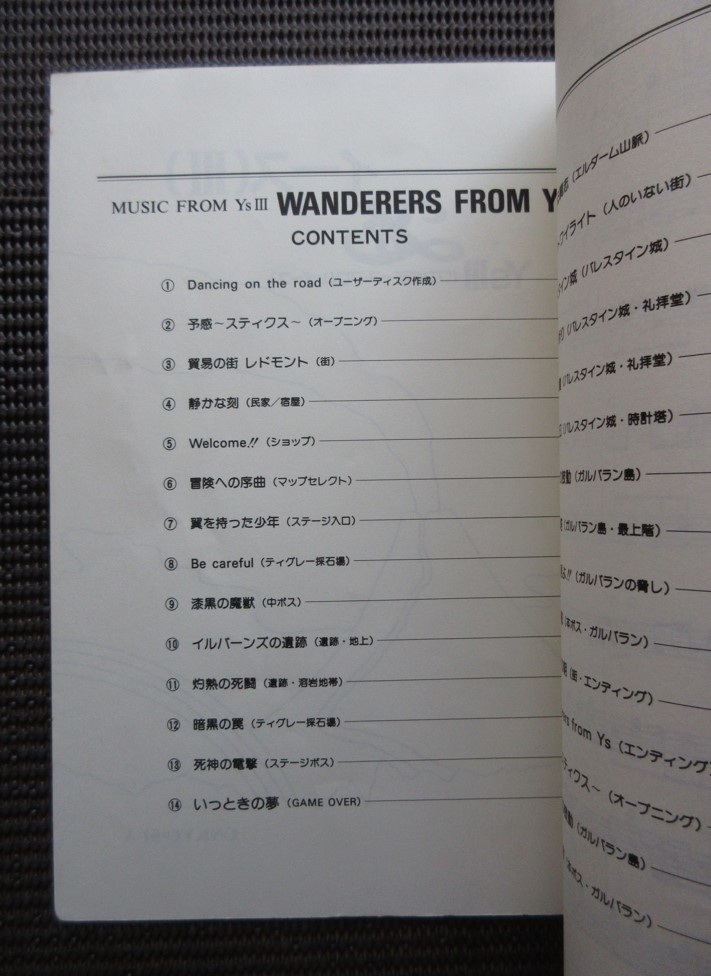 MUSIC FROM Ys III WANDERERS FROM Y
CONTENTS
① Dancing on the road (ユーザーディスク作成)
② 予感〜スティクス〜 (オープニング)
③ 貿易の街 レドモント (街)
④ 静かな刻 (民家/宿屋)
⑤ Welcome!! (ショップ)
⑥ 冒険への序曲 (マップセレクト)
⑦ 翼を持った少年 (ステージ入口)
⑧ Be careful (ティグレー採石場)
⑨ 漆黒の魔獣 (中ボス)
⑩ イルバーンズの遺跡 (遺跡・地上)
⑪ 灼熱の死闘 (遺跡・溶岩地帯)
⑫ 暗黒の罠 (ティグレー採石場)
⑬ 死神の電撃 (ステージボス)
⑭ いっときの夢 (GAME OVER)
(エルダーム山脈)
ワイライト (人のいない街)
イン城 (バレスタイン城)
(バレスタイン城・礼拝堂)
(バレスタイン城・礼拝堂)
(バレスタイン城・時計塔)
動 (ガルバラン島)
(ガルバラン島・最上階)
!! (ガルバランの脅し)
(本ボス・ガルバラン)
(街・エンディング)
ers from Ys (エンディング)
ティクス〜 (オープニング)
動 (ガルバラン島)
(本ボス・ガルバラン)